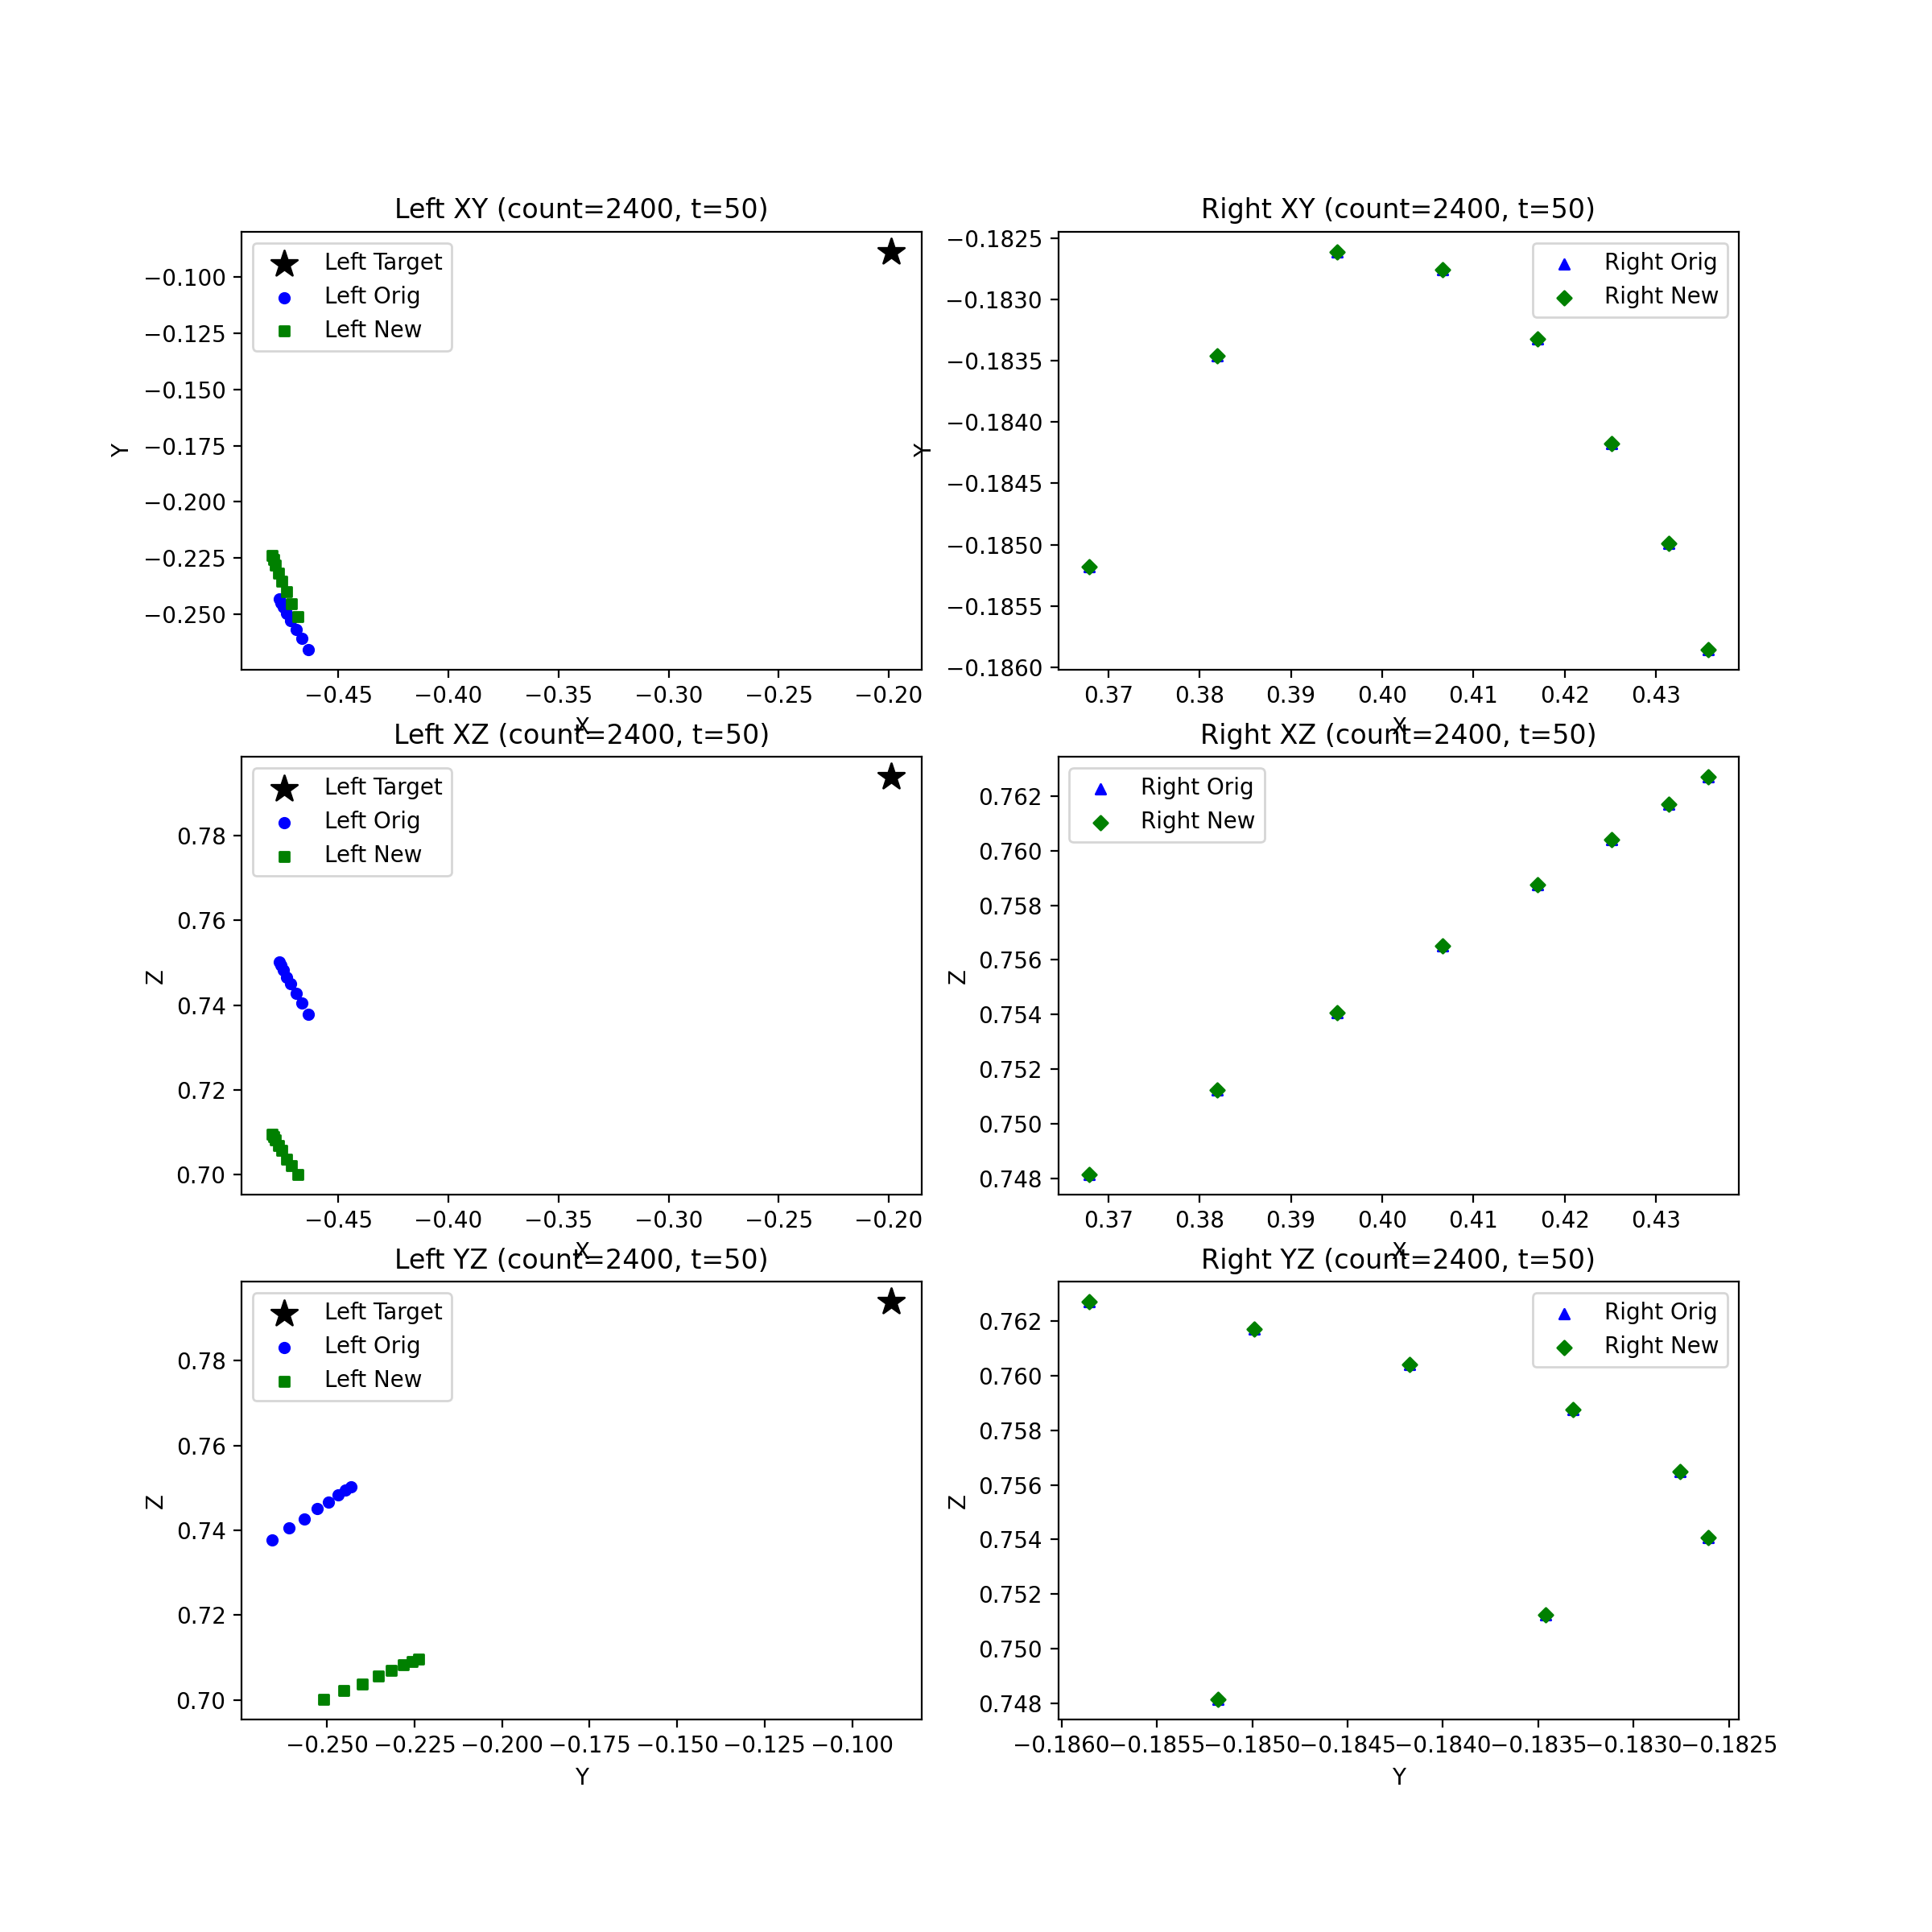 Left XY (count=2400, t=50)
Left Target
Left Orig
Left New
−0.100
−0.125
−0.150
−0.175
−0.200
−0.225
−0.250
Y
−0.45
−0.40
−0.35
−0.30
−0.25
−0.20
X
Right XY (count=2400, t=50)
Right Orig
Right New
−0.1825
−0.1830
−0.1835
−0.1840
−0.1845
−0.1850
−0.1855
−0.1860
Y
0.37
0.38
0.39
0.40
0.41
0.42
0.43
X
Left XZ (count=2400, t=50)
Left Target
Left Orig
Left New
0.78
0.76
0.74
0.72
0.70
Z
−0.45
−0.40
−0.35
−0.30
−0.25
−0.20
X
Right XZ (count=2400, t=50)
Right Orig
Right New
0.762
0.760
0.758
0.756
0.754
0.752
0.750
0.748
Z
0.37
0.38
0.39
0.40
0.41
0.42
0.43
X
Left YZ (count=2400, t=50)
Left Target
Left Orig
Left New
0.78
0.76
0.74
0.72
0.70
Z
−0.250
−0.225
−0.200
−0.175
−0.150
−0.125
−0.100
Y
Right YZ (count=2400, t=50)
Right Orig
Right New
0.762
0.760
0.758
0.756
0.754
0.752
0.750
0.748
Z
−0.1860
−0.1855
−0.1850
−0.1845
−0.1840
−0.1835
−0.1830
−0.1825
Y